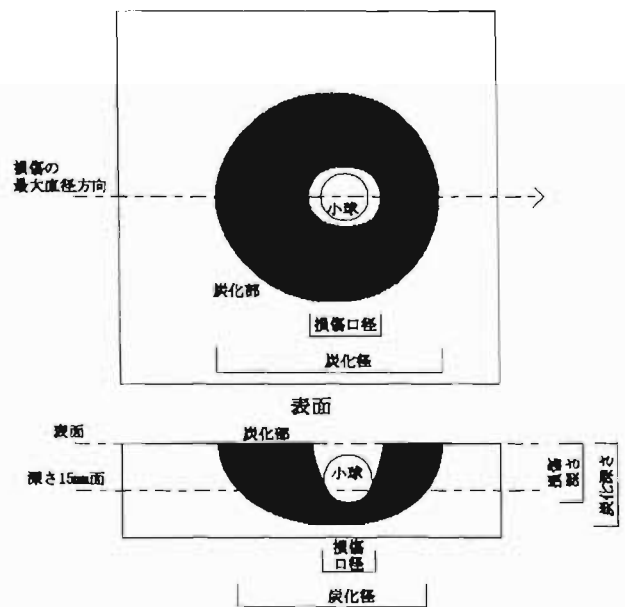 損傷の
最大直径方向
小球
炭化部
損傷口径
炭化径
表面
表面
炭化部
小球
深さ15mm面
損傷
深さ
炭化深さ
損傷
口径
炭化径